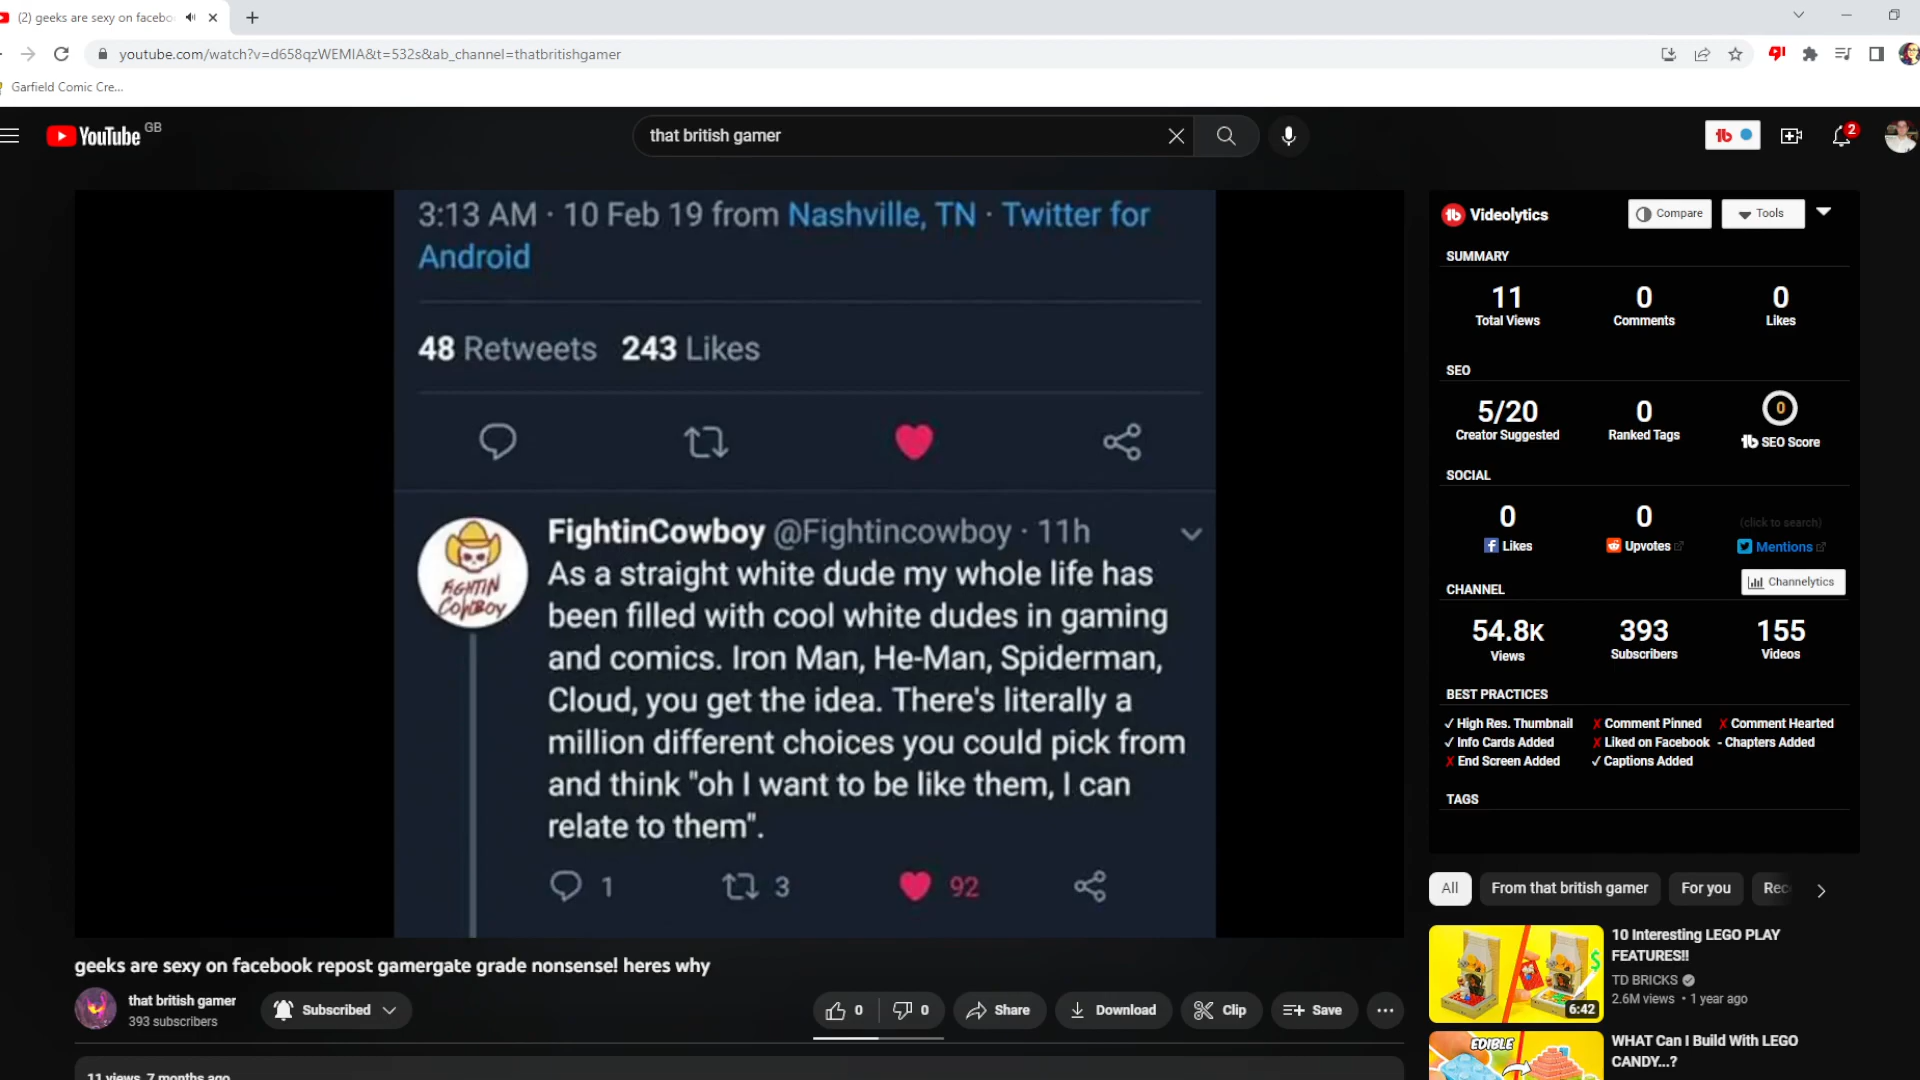 (2) geeks are sexy on facebo
youtube.com/watch?v=d658qzWEMIA&t=532s&ab_channel=thatbritishgamer
Garfield Comic Cre...
YouTube GB
that british gamer
2
3:13 AM · 10 Feb 19 from Nashville, TN · Twitter for
Android
48 Retweets 243 Likes
FightinCowboy @Fightincowboy · 11h
FIGHTIN
COWBOY
As a straight white dude my whole life has
been filled with cool white dudes in gaming
and comics. Iron Man, He-Man, Spiderman,
Cloud, you get the idea. There's literally a
million different choices you could pick from
and think "oh I want to be like them, I can
relate to them".
1 3 92
geeks are sexy on facebook repost gamergate grade nonsense! heres why
that british gamer
393 subscribers
Subscribed
0 0 Share Download Clip Save
11 views 7 months ago
Videolytics Compare Tools
SUMMARY
11 0 0
Total Views Comments Likes
SEO
5/20 0 0
Creator Suggested Ranked Tags SEO Score
SOCIAL
0 0 (click to search)
Likes Upvotes Mentions
CHANNEL Channelytics
54.8K 393 155
Views Subscribers Videos
BEST PRACTICES
✓ High Res. Thumbnail ✗ Comment Pinned ✗ Comment Hearted
✓ Info Cards Added ✗ Liked on Facebook - Chapters Added
✗ End Screen Added ✓ Captions Added
TAGS
All From that british gamer For you Rec
10 Interesting LEGO PLAY
FEATURES!!
TD BRICKS
2.6M views • 1 year ago
6:42
WHAT Can I Build With LEGO
CANDY...?
EDIBLE